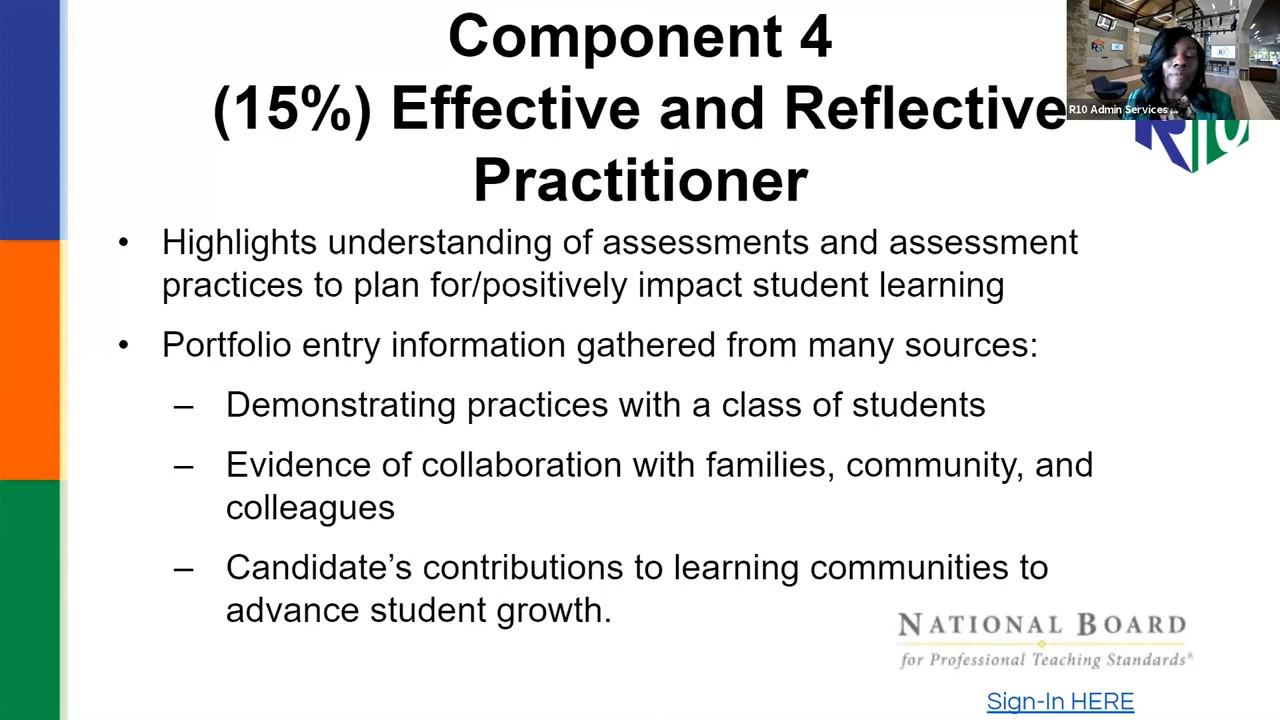 Component 4
(15%) Effective and Reflective
Practitioner
R10 Admin Services ...
R10
• Highlights understanding of assessments and assessment
practices to plan for/positively impact student learning
• Portfolio entry information gathered from many sources:
– Demonstrating practices with a class of students
– Evidence of collaboration with families, community, and
colleagues
– Candidate’s contributions to learning communities to
advance student growth.
NATIONAL BOARD
for Professional Teaching Standards®
Sign-In HERE